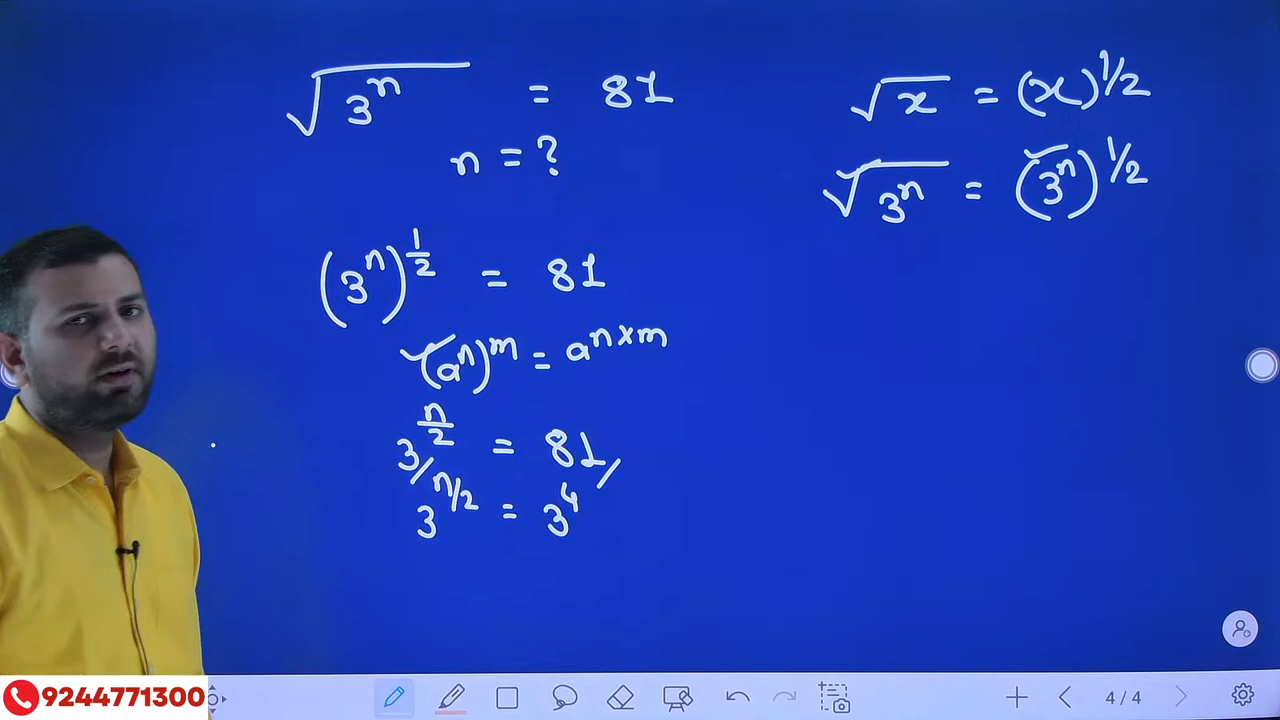 √3ⁿ = 81
n = ?
(3ⁿ)^1/2 = 81
(aⁿ)^m = a^n×m
3^n/2 = 81
3^n/2 = 3⁴
√x = (x)^1/2
√3ⁿ = (3ⁿ)^1/2
9244771300
4/4